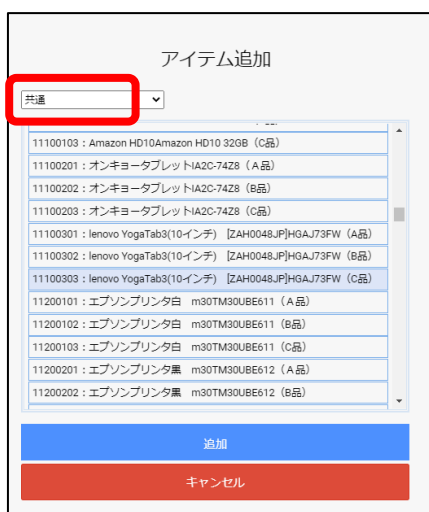 アイテム追加
共通
11100103：Amazon HD10Amazon HD10 32GB（C品）
11100201：オンキョータブレットIA2C-74Z8（A品）
11100202：オンキョータブレットIA2C-74Z8（B品）
11100203：オンキョータブレットIA2C-74Z8（C品）
11100301：lenovo YogaTab3(10インチ) [ZAH0048JP]HGAJ73FW（A品）
11100302：lenovo YogaTab3(10インチ) [ZAH0048JP]HGAJ73FW（B品）
11100303：lenovo YogaTab3(10インチ) [ZAH0048JP]HGAJ73FW（C品）
11200101：エプソンプリンタ白 m30TM30UBE611（A品）
11200102：エプソンプリンタ白 m30TM30UBE611（B品）
11200103：エプソンプリンタ白 m30TM30UBE611（C品）
11200201：エプソンプリンタ黒 m30TM30UBE612（A品）
11200202：エプソンプリンタ黒 m30TM30UBE612（B品）
追加
キャンセル